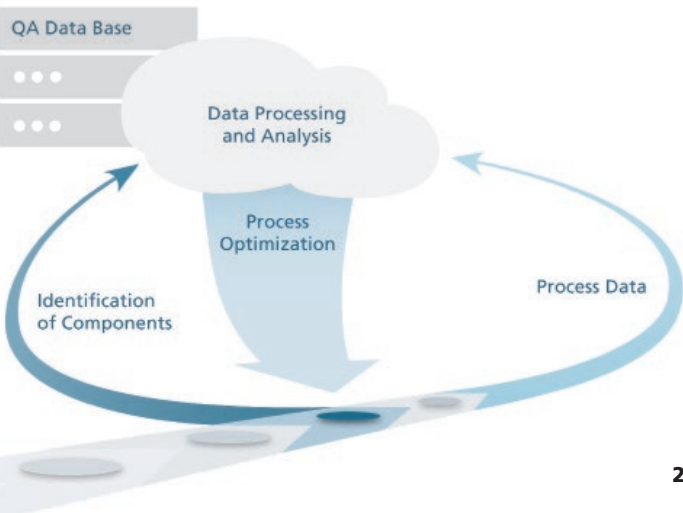 QA Data Base
Data Processing
and Analysis
Process
Optimization
Identification
of Components
Process Data
2